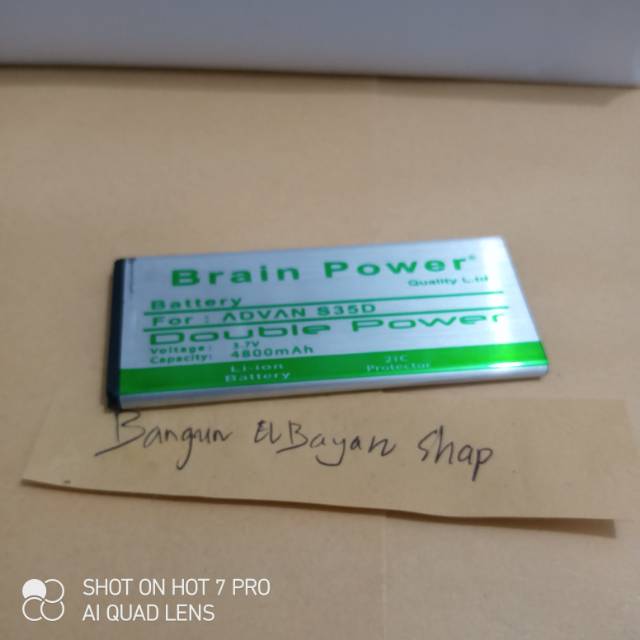 Brain Power®
Quality L.td
Battery
For : ADVAN S35D
Double Power
Voltage : 3.7V
Capacity: 4800mAh
Li-ion Battery
2IC Protector
Bangun ElBayan Shap
SHOT ON HOT 7 PRO
AI QUAD LENS